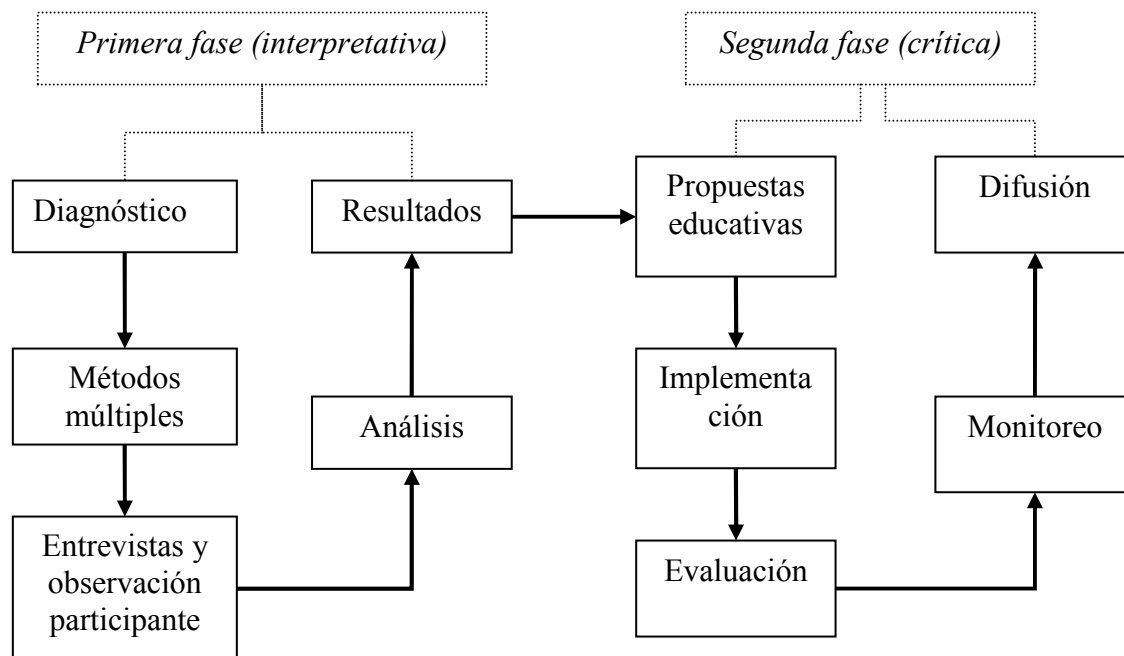 Primera fase (interpretativa)
Segunda fase (crítica)
Diagnóstico
Resultados
Propuestas
educativas
Difusión
Métodos
múltiples
Análisis
Implementa
ción
Monitoreo
Entrevistas y
observación
participante
Evaluación